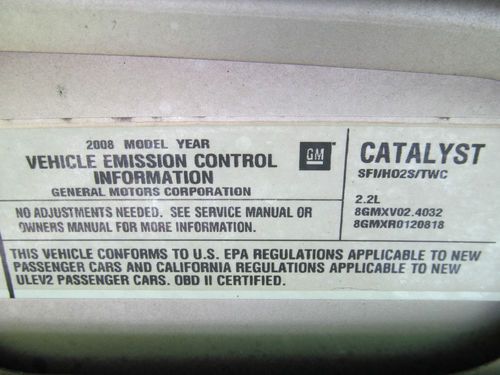 2008 MODEL YEAR
VEHICLE EMISSION CONTROL
INFORMATION
GENERAL MOTORS CORPORATION
GM
CATALYST
SFI/HO2S/TWC
NO ADJUSTMENTS NEEDED. SEE SERVICE MANUAL OR
OWNERS MANUAL FOR MORE INFORMATION.
2.2L
8GMXV02.4032
8GMXR0120818
THIS VEHICLE CONFORMS TO U.S. EPA REGULATIONS APPLICABLE TO NEW
PASSENGER CARS AND CALIFORNIA REGULATIONS APPLICABLE TO NEW
ULEV2 PASSENGER CARS. OBD II CERTIFIED.